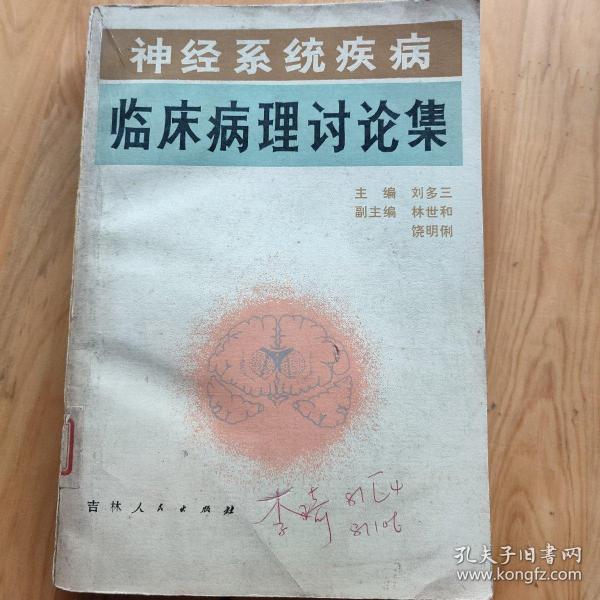 神经系统疾病
临床病理讨论集
主编 刘多三
副主编 林世和
饶明俐
吉林人民出版社
李
孔夫子旧书网
www.kongfz.com